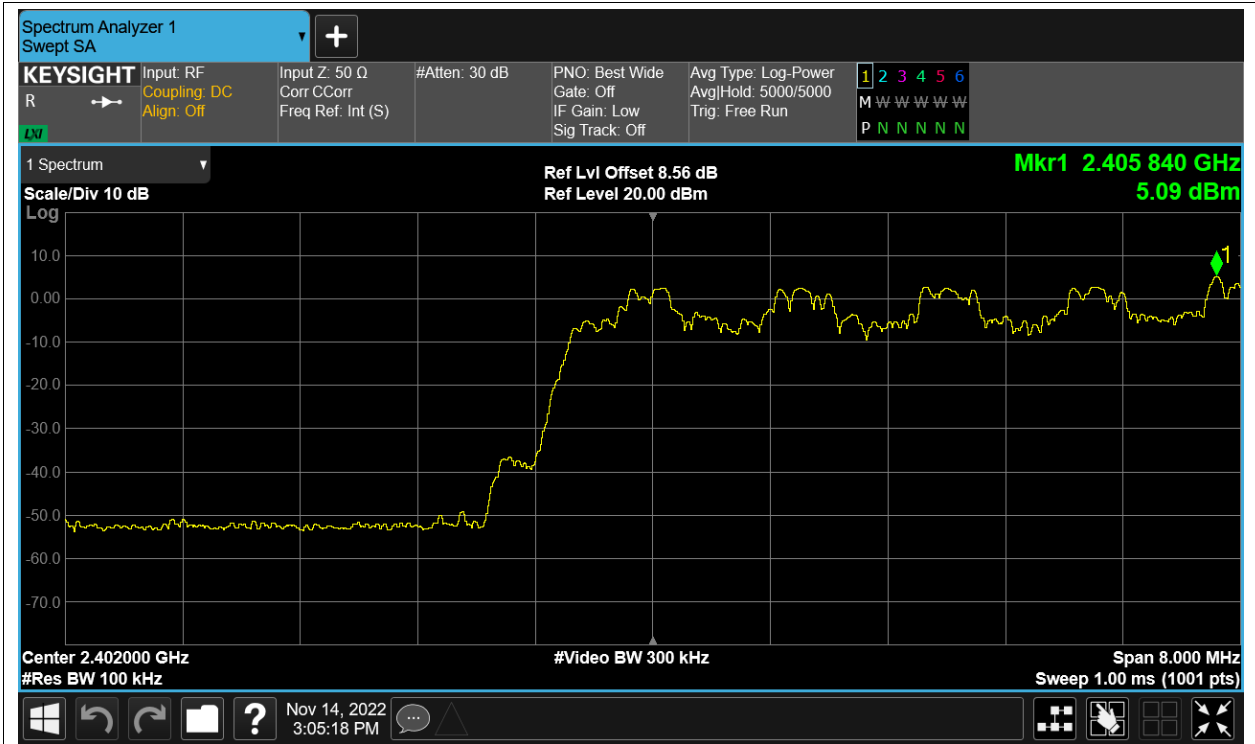 Spectrum Analyzer 1
Swept SA
KEYSIGHT
R
LXI
Input: RF
Coupling: DC
Align: Off
Input Z: 50 Ω
Corr CCorr
Freq Ref: Int (S)
#Atten: 30 dB
PNO: Best Wide
Gate: Off
IF Gain: Low
Sig Track: Off
Avg Type: Log-Power
Avg|Hold: 5000/5000
Trig: Free Run
1 2 3 4 5 6
M W W W W W
P N N N N N
1 Spectrum
Scale/Div 10 dB
Log
Ref Lvl Offset 8.56 dB
Ref Level 20.00 dBm
Mkr1 2.405 840 GHz
5.09 dBm
10.0
0.00
-10.0
-20.0
-30.0
-40.0
-50.0
-60.0
-70.0
1
Center 2.402000 GHz
#Res BW 100 kHz
#Video BW 300 kHz
Span 8.000 MHz
Sweep 1.00 ms (1001 pts)
?
Nov 14, 2022
3:05:18 PM